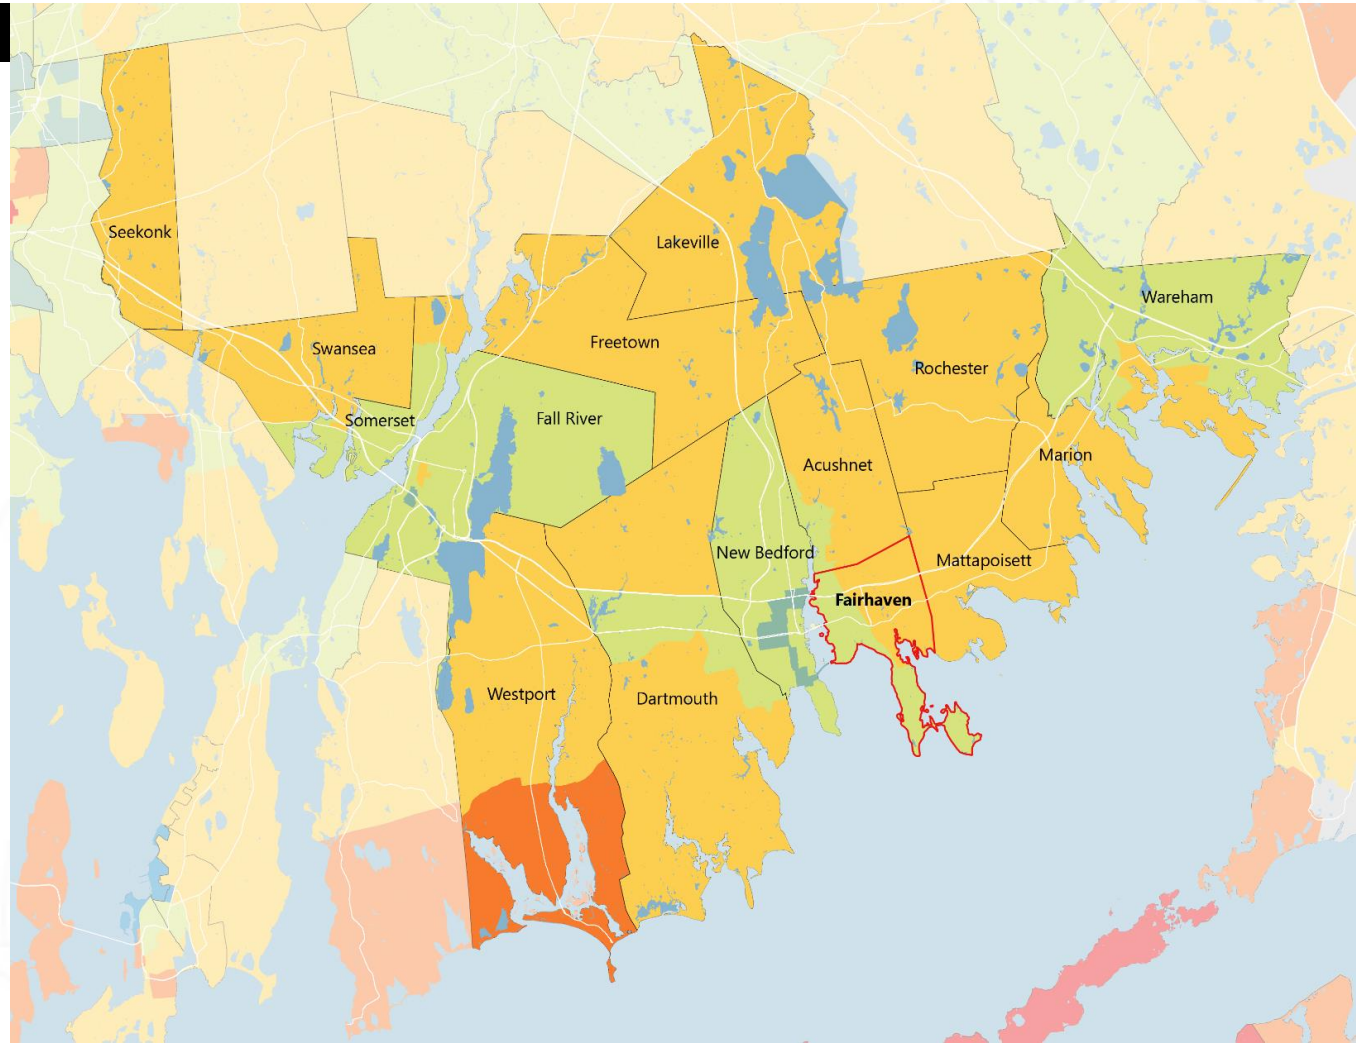 Seekonk
Lakeville
Wareham
Freetown
Swansea
Rochester
Fall River
Somerset
Marion
Acushnet
New Bedford
Mattapoisett
Fairhaven
Westport
Dartmouth